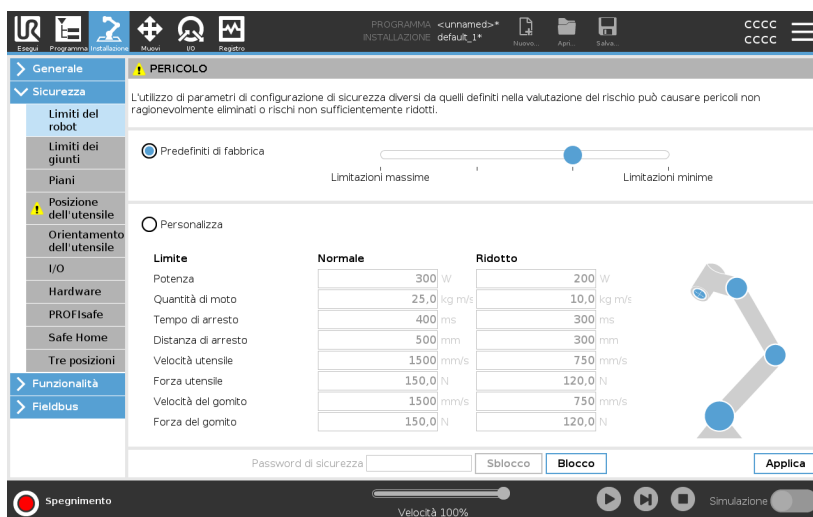 UR
PROGRAMMA <unnamed>*
INSTALLAZIONE default_1*
CCCC
CCCC
Esegui Programma Installazione Muovi I/O Registro Nuovo... Apri... Salva...
Generale
PERICOLO
Sicurezza
L'utilizzo di parametri di configurazione di sicurezza diversi da quelli definiti nella valutazione del rischio può causare pericoli non
ragionevolmente eliminati o rischi non sufficientemente ridotti.
Limiti del
robot
Limiti dei
giunti
Piani
Posizione
dell'utensile
Orientamento
dell'utensile
I/O
Hardware
PROFIsafe
Safe Home
Tre posizioni
Funzionalità
Fieldbus
Predefiniti di fabbrica
Limitazioni massime Limitazioni minime
Personalizza
Limite Normale Ridotto
Potenza 300 W 200 W
Quantità di moto 25,0 kg m/s 10,0 kg m/s
Tempo di arresto 400 ms 300 ms
Distanza di arresto 500 mm 300 mm
Velocità utensile 1500 mm/s 750 mm/s
Forza utensile 150,0 N 120,0 N
Velocità del gomito 1500 mm/s 750 mm/s
Forza del gomito 150,0 N 120,0 N
Password di sicurezza Sblocco Blocco Applica
Spegnimento
Velocità 100%
Simulazione